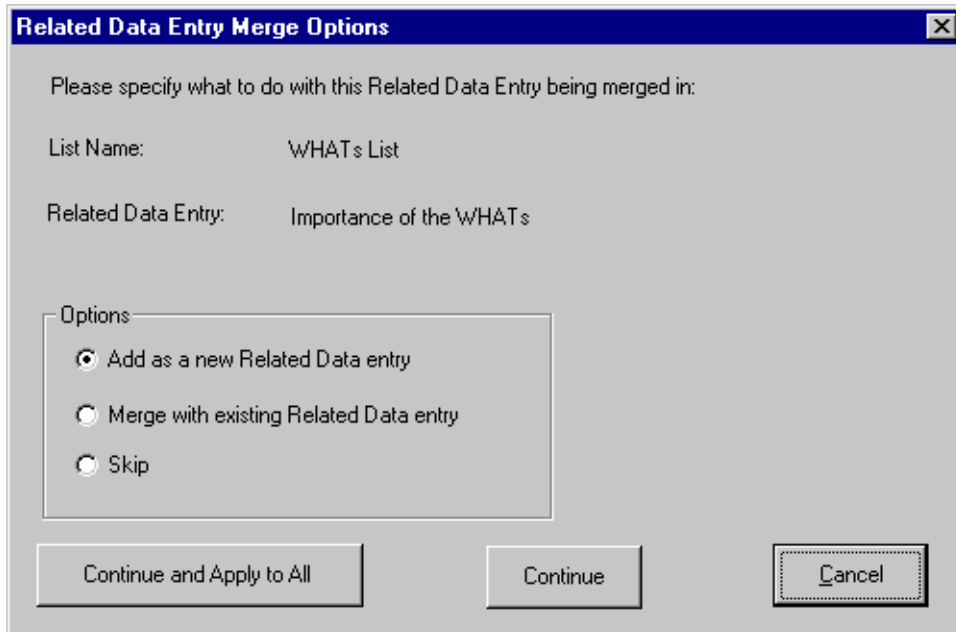 Related Data Entry Merge Options
Please specify what to do with this Related Data Entry being merged in:
List Name: WHATs List
Related Data Entry: Importance of the WHATs
Options
Add as a new Related Data entry
Merge with existing Related Data entry
Skip
Continue and Apply to All Continue Cancel